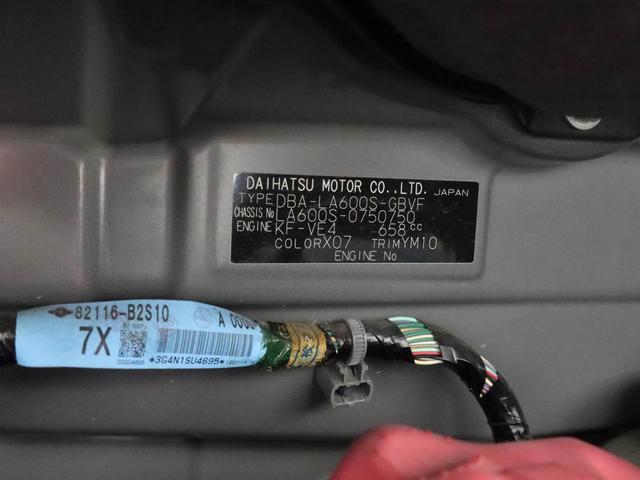 DAIHATSU MOTOR CO.,LTD. JAPAN
TYPE DBA-LA600S-GBVF
CHASSIS No LA600S-0750750
ENGINE KF-VE4 658cc
COLOR X07 TRIM YM10
ENGINE No
82116-B2S10
7X
*3G4N1SU4695*